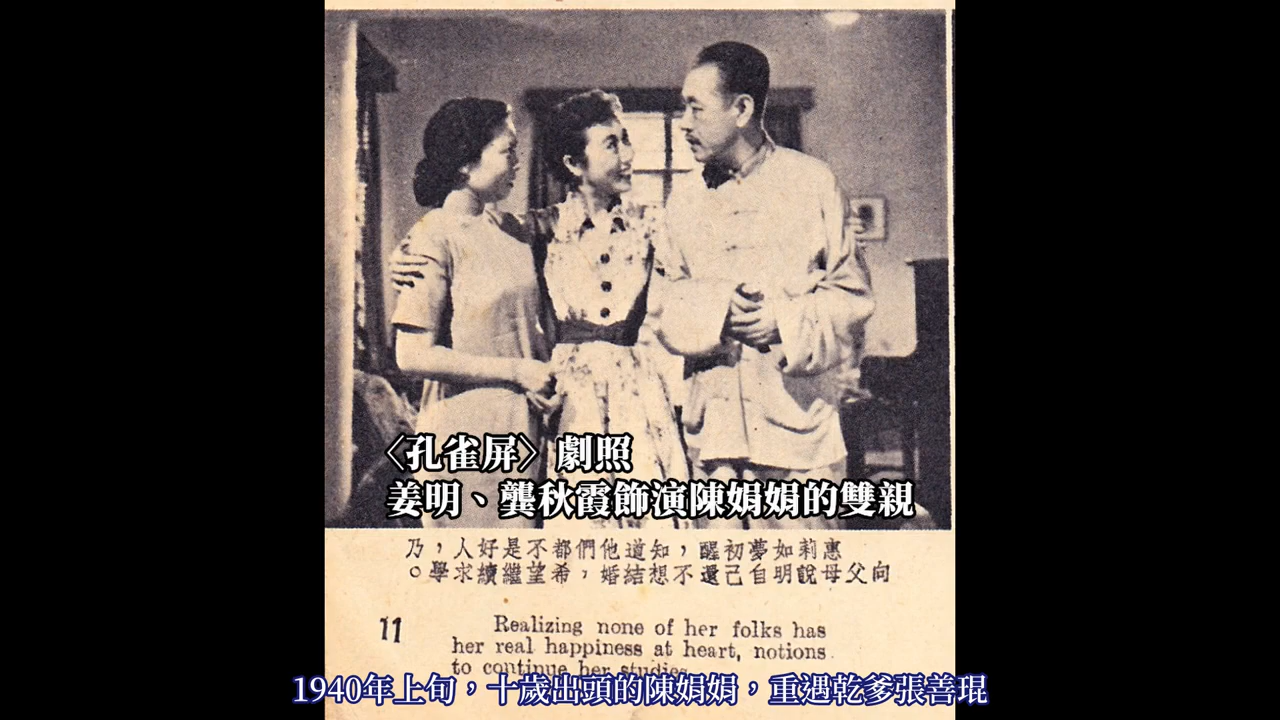 〈孔雀屏〉劇照
姜明、龔秋霞飾演陳娟娟的雙親
惠莉如夢初醒，知道他們都不是好人，乃
向父母說明自己還不想結婚，希望繼續求學。
11
Realizing none of her folks has
her real happiness at heart, notions
to continue her studies.
1940年上旬，十歲出頭的陳娟娟，重遇乾爹張善琨